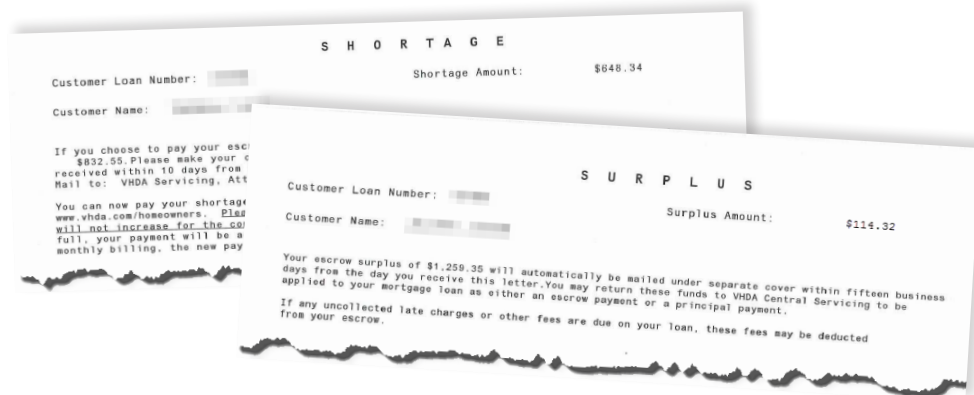 S H O R T A G E
Customer Loan Number:
Shortage Amount: $648.34
Customer Name:
If you choose to pay your
$832.55.Please make your
received within 10 days from
Mail to: VHDA Servicing,
You can now pay your shortage
www.vhda.com/homeowners.
will not increase for the
full, your payment will be a
monthly billing, the new pay
S U R P L U S
Customer Loan Number:
Surplus Amount: $114.32
Customer Name:
Your escrow surplus of $1,259.35 will automatically be mailed under separate cover within fifteen business
days from the day you receive this letter.You may return these funds to VHDA Central Servicing to be
applied to your mortgage loan as either an escrow payment or a principal payment.
If any uncollected late charges or other fees are due on your loan, these fees may be deducted
from your escrow.